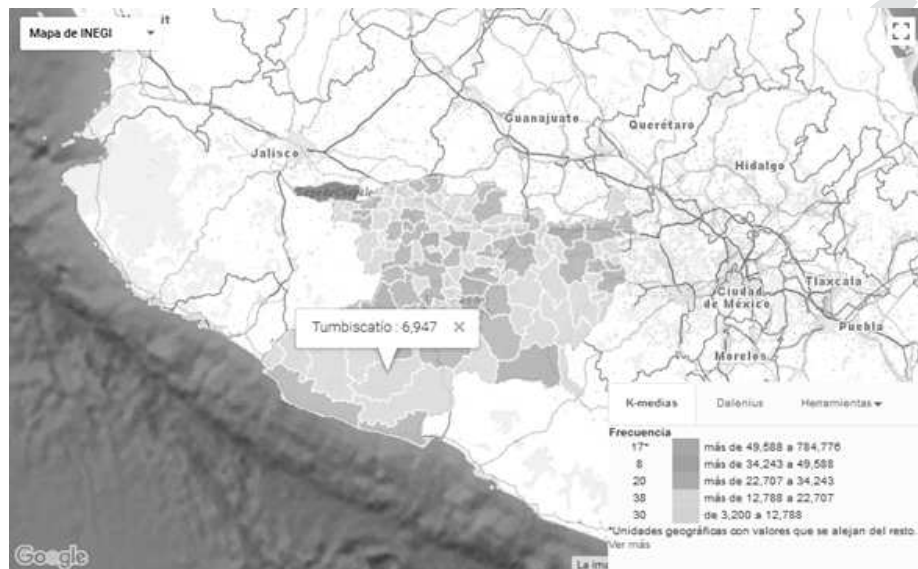 Mapa de INEGI
Guanajuato
Querétaro
Jalisco
Hidalgo
Tlaxcala
Ciudad
de México
Puebla
Morelos
Tumbiscatío : 6,947 ×
K-medias Dalenius Herramientas
Frecuencia
17* más de 49,588 a 784,776
8 más de 34,243 a 49,588
20 más de 22,707 a 34,243
38 más de 12,788 a 22,707
30 de 3,200 a 12,788
*Unidades geográficas con valores que se alejan del resto.
Ver más
Google